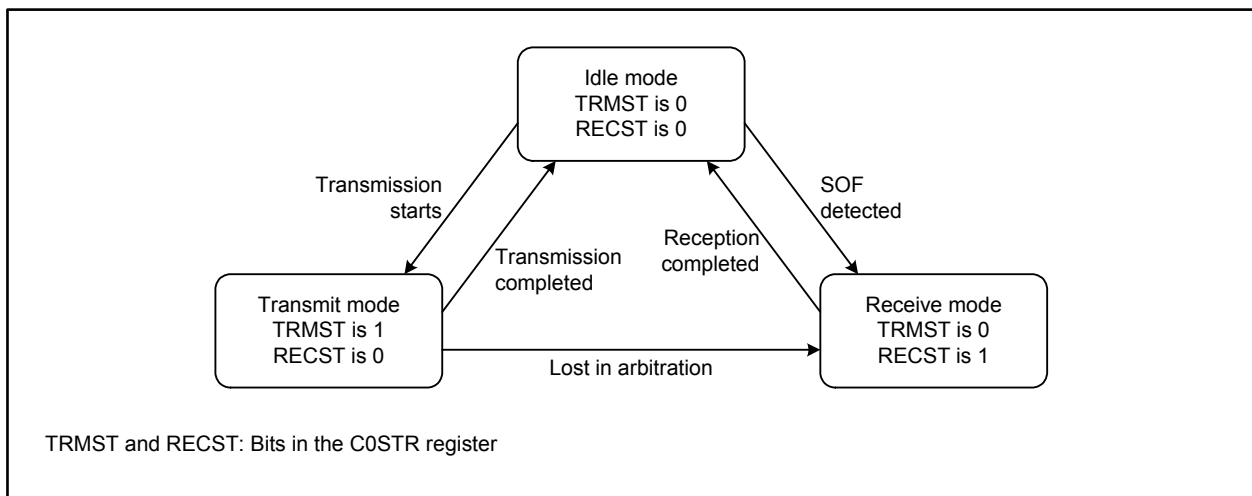 Idle mode
TRMST is 0
RECST is 0
Transmission
starts
SOF
detected
Transmission
completed
Reception
completed
Transmit mode
TRMST is 1
RECST is 0
Receive mode
TRMST is 0
RECST is 1
Lost in arbitration
TRMST and RECST: Bits in the C0STR register